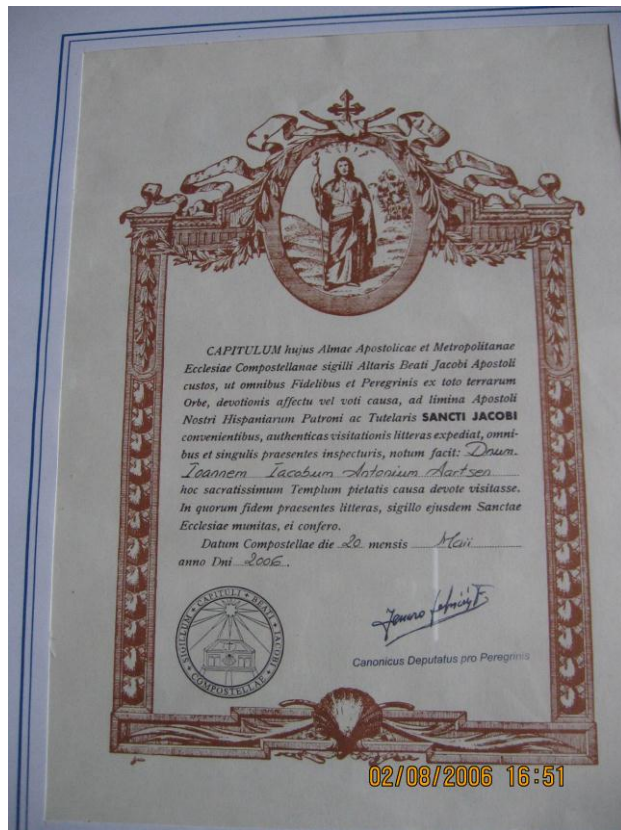 CAPITULUM hujus Almae Apostolicae et Metropolitanae
Ecclesiae Compostellanae sigilli Altaris Beati Jacobi Apostoli
custos, ut omnibus Fidelibus et Peregrinis ex toto terrarum
Orbe, devotionis affectu vel voti causa, ad limina Apostoli
Nostri Hispaniarum Patroni ac Tutelaris SANCTI JACOBI
convenientibus, authenticas visitationis litteras expediat, omni-
bus et singulis praesentes inspecturis, notum facit: Dnum.
Ioannem Iacobum Antonium Aartsen
hoc sacratissimum Templum pietatis causa devote visitasse.
In quorum fidem praesentes litteras, sigillo ejusdem Sanctae
Ecclesiae munitas, ei confero.
Datum Compostellae die 20 mensis Maii
anno Dni 2006.
SIGILLUM CAPITULI BEATI JACOBI COMPOSTELLAE
Canonicus Deputatus pro Peregrinis
02/08/2006 16:51